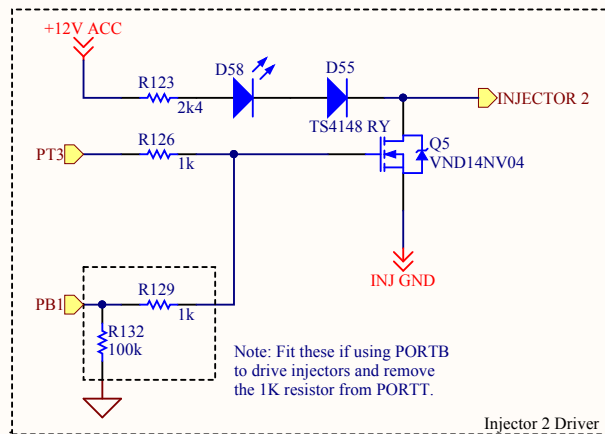 +12V ACC
D58
D55
R123
2k4
TS4148 RY
INJECTOR 2
R126
PT3
1k
Q5
VND14NV04
INJ GND
R129
PB1
1k
R132
100k
Note: Fit these if using PORTB
to drive injectors and remove
the 1K resistor from PORTT.
Injector 2 Driver